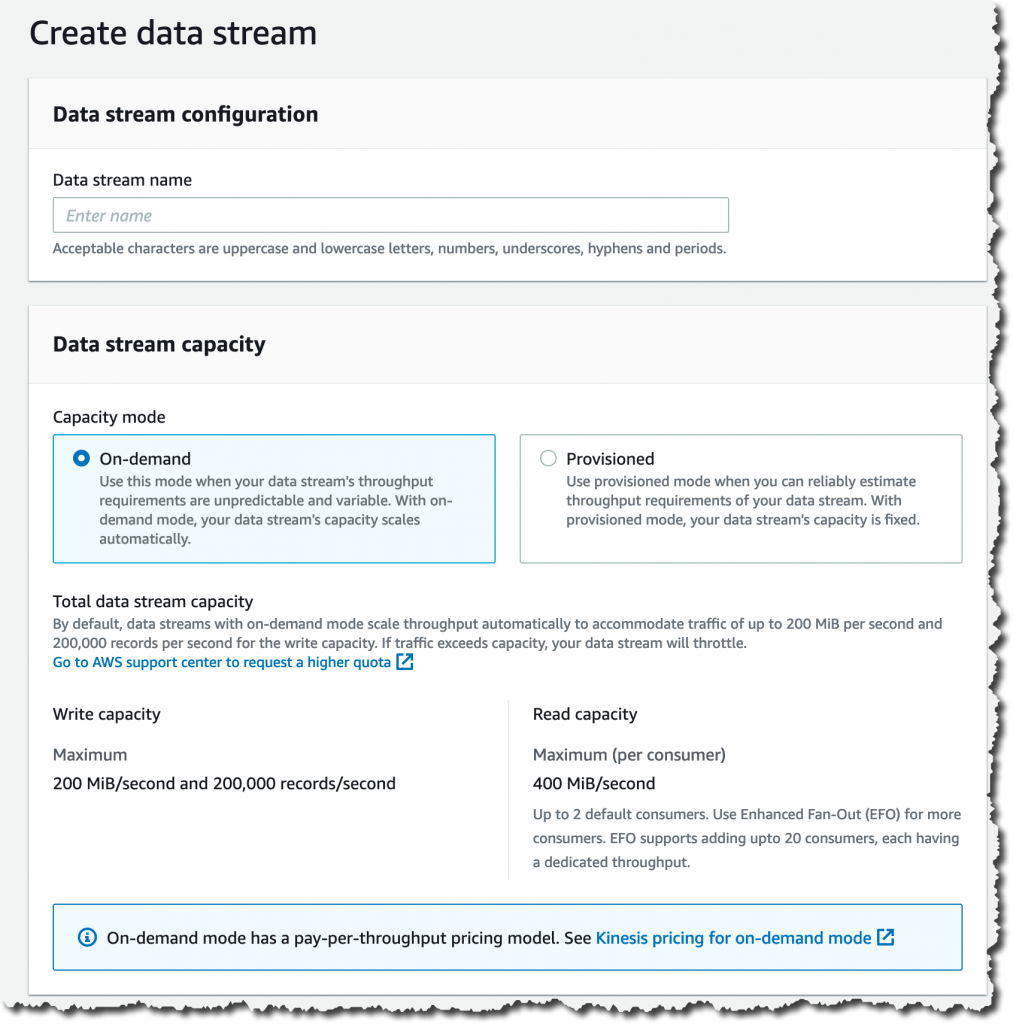 Create data stream
Data stream configuration
Data stream name
Enter name
Acceptable characters are uppercase and lowercase letters, numbers, underscores, hyphens and periods.
Data stream capacity
Capacity mode
On-demand
Use this mode when your data stream's throughput
requirements are unpredictable and variable. With on-
demand mode, your data stream's capacity scales
automatically.
Provisioned
Use provisioned mode when you can reliably estimate
throughput requirements of your data stream. With
provisioned mode, your data stream's capacity is fixed.
Total data stream capacity
By default, data streams with on-demand mode scale throughput automatically to accommodate traffic of up to 200 MiB per second and
200,000 records per second for the write capacity. If traffic exceeds capacity, your data stream will throttle.
Go to AWS support center to request a higher quota
Write capacity
Maximum
200 MiB/second and 200,000 records/second
Read capacity
Maximum (per consumer)
400 MiB/second
Up to 2 default consumers. Use Enhanced Fan-Out (EFO) for more
consumers. EFO supports adding upto 20 consumers, each having
a dedicated throughput.
On-demand mode has a pay-per-throughput pricing model. See Kinesis pricing for on-demand mode